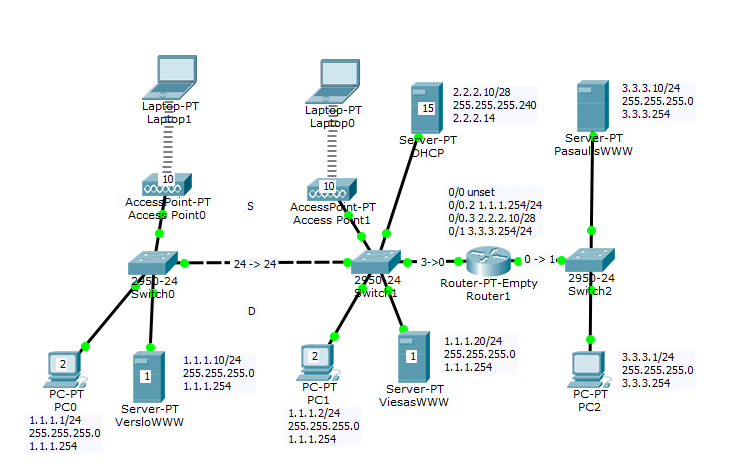 Laptop-PT
Laptop1
Laptop-PT
Laptop0
15
Server-PT
DHCP
2.2.2.10/28
255.255.255.240
2.2.2.14
Server-PT
PasaulisWWW
3.3.3.10/24
255.255.255.0
3.3.3.254
10
AccessPoint-PT
Access Point0
S
10
AccessPoint-PT
Access Point1
0/0 unset
0/0.2 1.1.1.254/24
0/0.3 2.2.2.10/28
0/1 3.3.3.254/24
2950-24
Switch0
24 -> 24
2950-24
Switch1
3->0
Router-PT-Empty
Router1
0 -> 1
2950-24
Switch2
D
2
PC-PT
PC0
1.1.1.1/24
255.255.255.0
1.1.1.254
1
Server-PT
VersloWWW
1.1.1.10/24
255.255.255.0
1.1.1.254
2
PC-PT
PC1
1.1.1.2/24
255.255.255.0
1.1.1.254
1
Server-PT
ViesasWWW
1.1.1.20/24
255.255.255.0
1.1.1.254
PC-PT
PC2
3.3.3.1/24
255.255.255.0
3.3.3.254